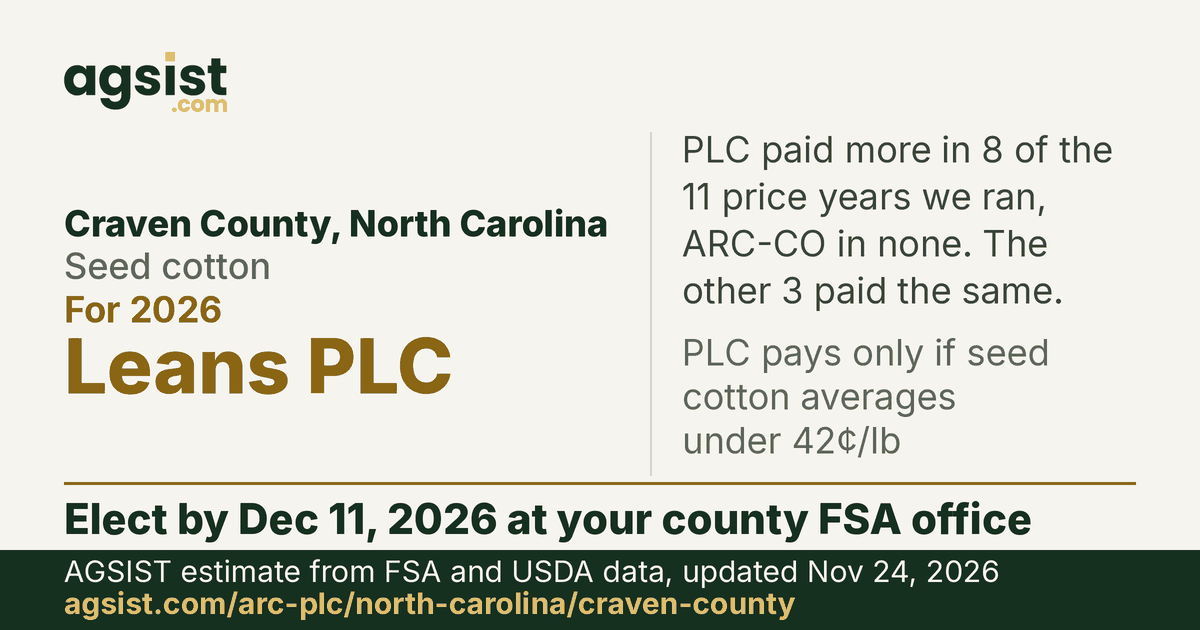 agsist
.com
Craven County, North Carolina
Seed cotton
For 2026
Leans PLC
PLC paid more in 8 of the
11 price years we ran,
ARC-CO in none. The
other 3 paid the same.
PLC pays only if seed
cotton averages
under 42¢/lb
Elect by Dec 11, 2026 at your county FSA office
AGSIST estimate from FSA and USDA data, updated Nov 24, 2026
agsist.com/arc-plc/north-carolina/craven-county